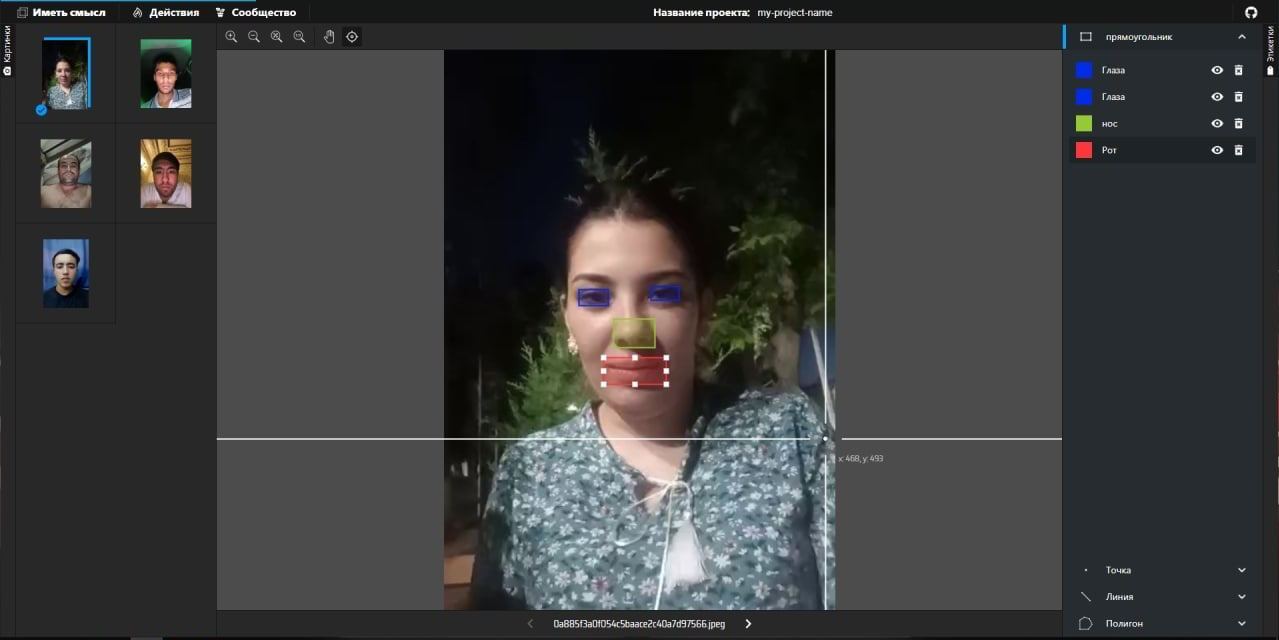 Иметь смысл
Действия
Сообщество
Название проекта: my-project-name
Картинки
Этикетки
прямоугольник
Глаза
Глаза
нос
Рот
x: 468, y: 493
Точка
Линия
Полигон
0a885f3a0f054c5baace2c40a7d97566.jpeg